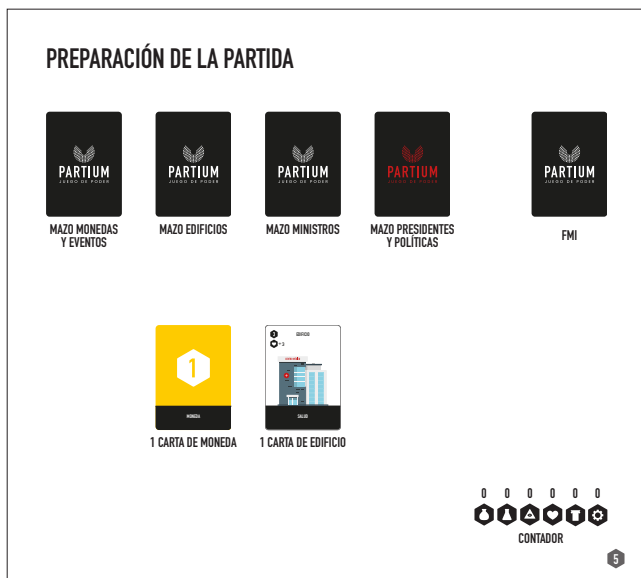 PREPARACIÓN DE LA PARTIDA
PARTIUM
JUEGO DE PODER
PARTIUM
JUEGO DE PODER
PARTIUM
JUEGO DE PODER
PARTIUM
JUEGO DE PODER
PARTIUM
JUEGO DE PODER
MAZO MONEDAS
Y EVENTOS
MAZO EDIFICIOS
MAZO MINISTROS
MAZO PRESIDENTES
Y POLÍTICAS
FMI
1
MONEDA
EDIFICIO
SALUD
1 CARTA DE MONEDA
1 CARTA DE EDIFICIO
0 0 0 0 0 0
CONTADOR
5